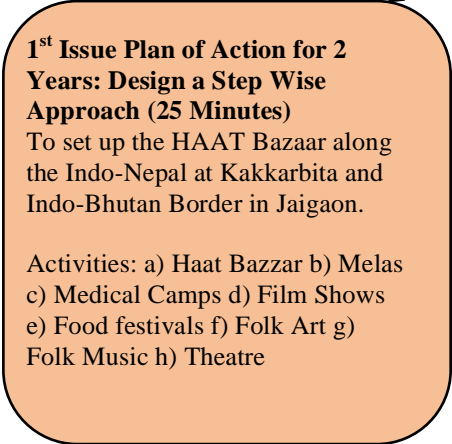 1st Issue Plan of Action for 2
Years: Design a Step Wise
Approach (25 Minutes)
To set up the HAAT Bazaar along
the Indo-Nepal at Kakkarbita and
Indo-Bhutan Border in Jaigaon.
Activities: a) Haat Bazzar b) Melas
c) Medical Camps d) Film Shows
e) Food festivals f) Folk Art g)
Folk Music h) Theatre